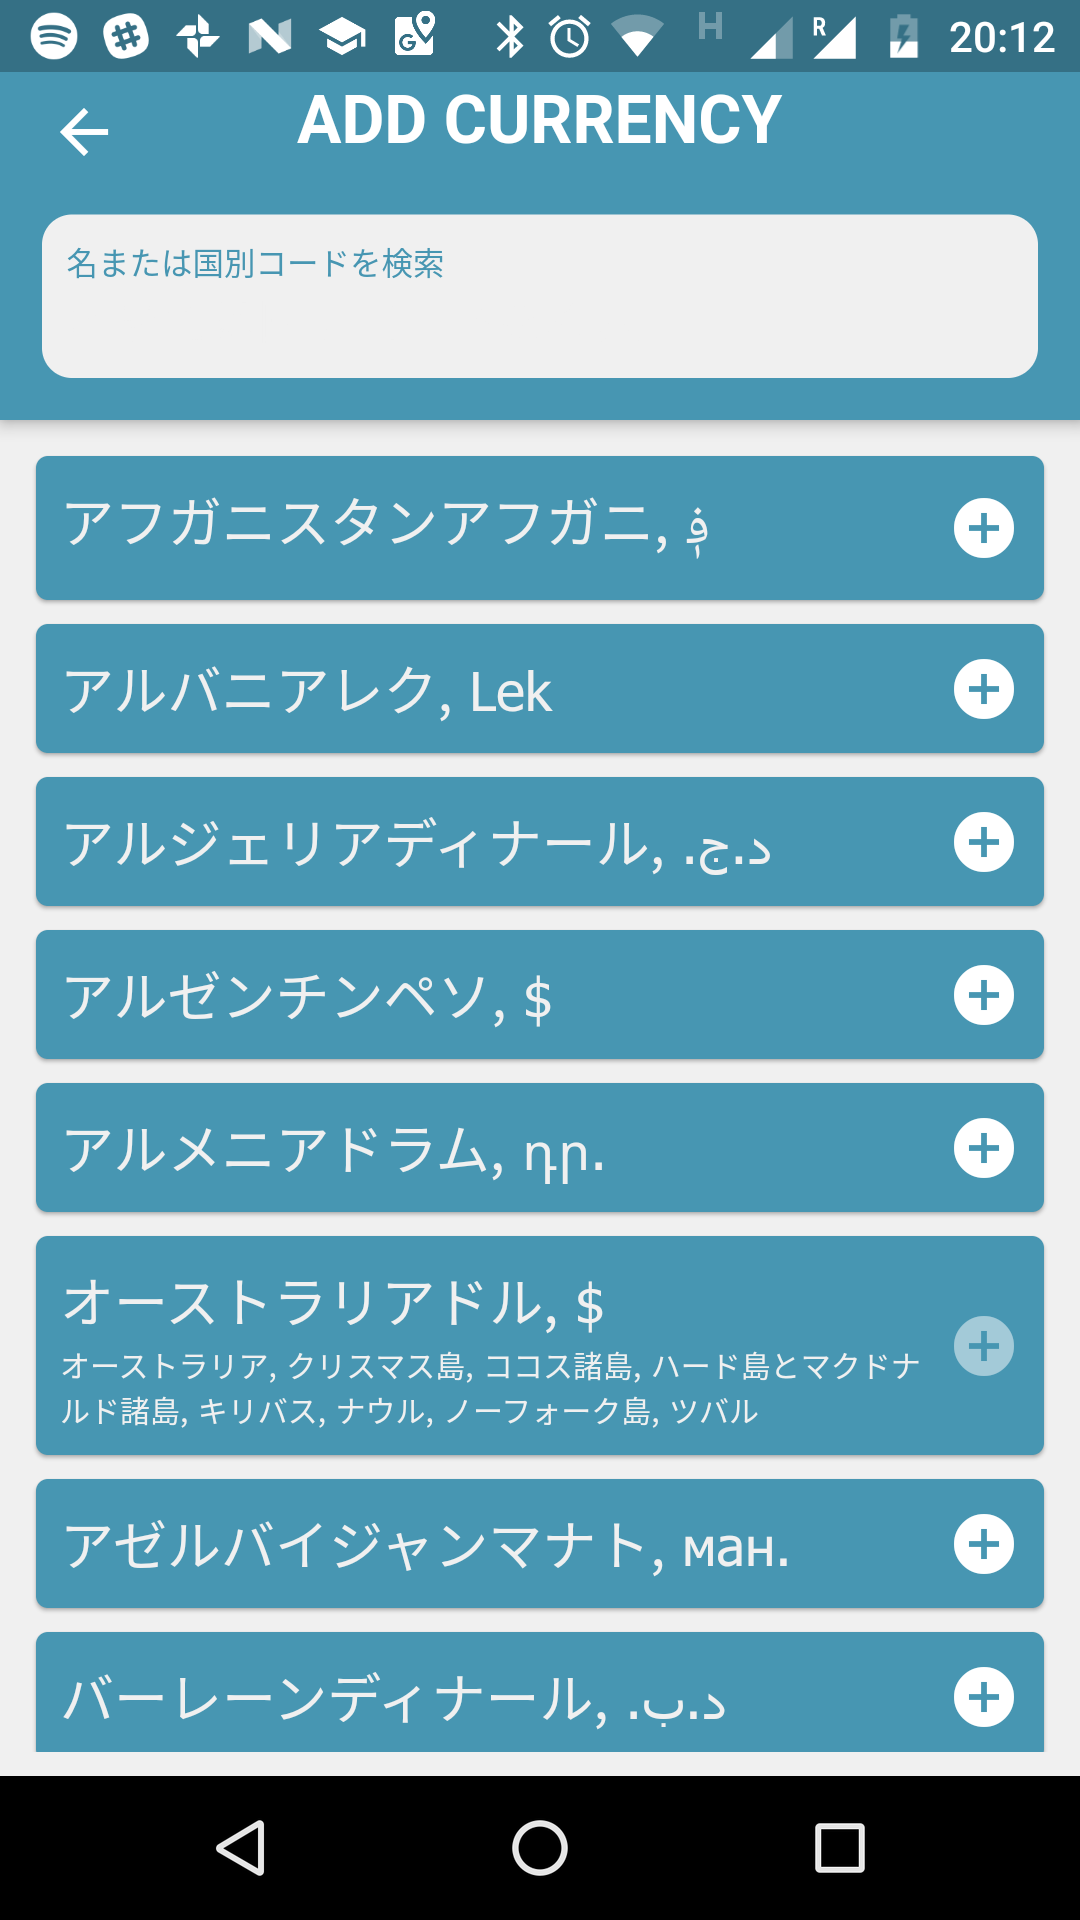 H R 20:12
ADD CURRENCY
名または国別コードを検索
アフガニスタンアフガニ, ؋
アルバニアレク, Lek
アルジェリアディナール, د.ج.
アルゼンチンペソ, $
アルメニアドラム, դր.
オーストラリアドル, $
オーストラリア, クリスマス島, ココス諸島, ハード島とマクドナ
ルド諸島, キリバス, ナウル, ノーフォーク島, ツバル
アゼルバイジャンマナト, ман.
バーレーンディナール, د.ب.